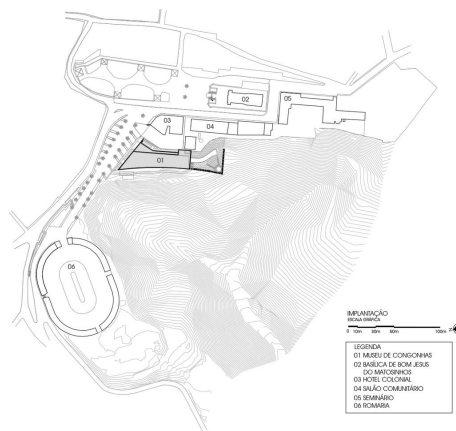 02
05
03
04
01
06
IMPLANTAÇÃO
ESCALA GRÁFICA
0 10m 30m 60m 100m N
LEGENDA
01 MUSEU DE CONGONHAS
02 BASÍLICA DE BOM JESUS
DO MATOSINHOS
03 HOTEL COLONIAL
04 SALÃO COMUNITÁRIO
05 SEMINÁRIO
06 ROMARIA